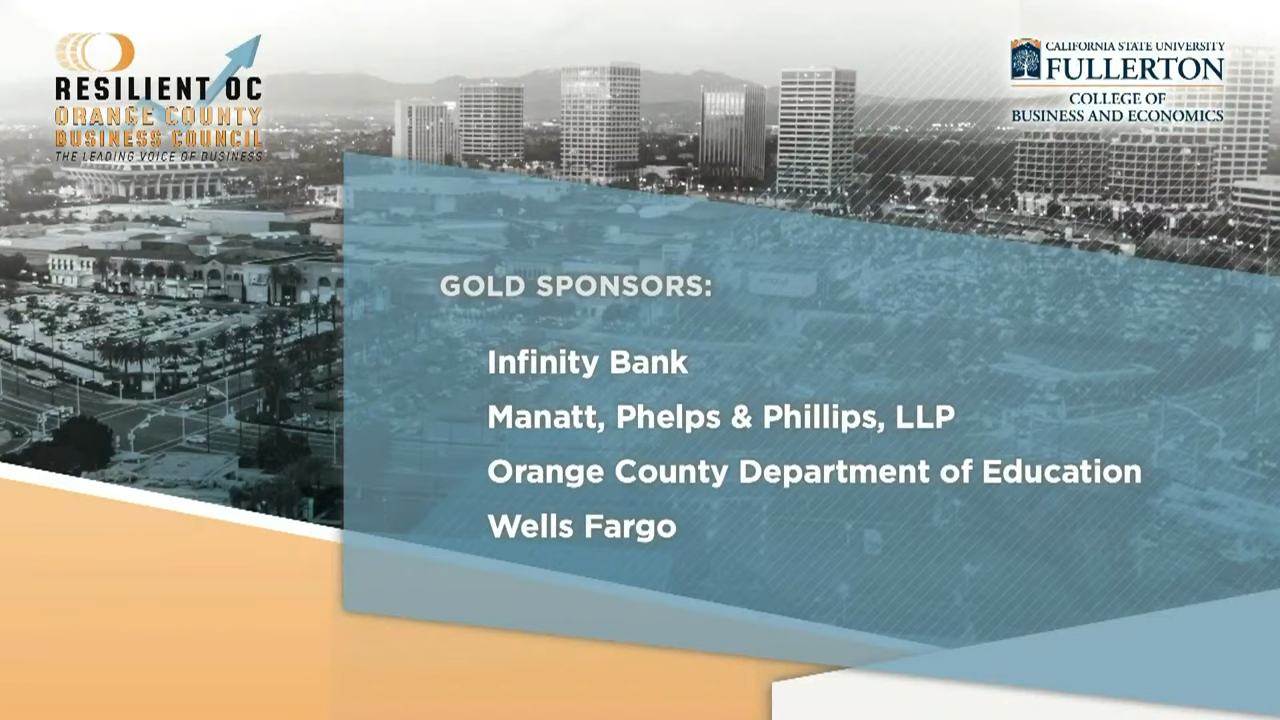 RESILIENT OC
ORANGE COUNTY
BUSINESS COUNCIL
THE LEADING VOICE OF BUSINESS
CALIFORNIA STATE UNIVERSITY
FULLERTON
COLLEGE OF
BUSINESS AND ECONOMICS
GOLD SPONSORS:
Infinity Bank
Manatt, Phelps & Phillips, LLP
Orange County Department of Education
Wells Fargo